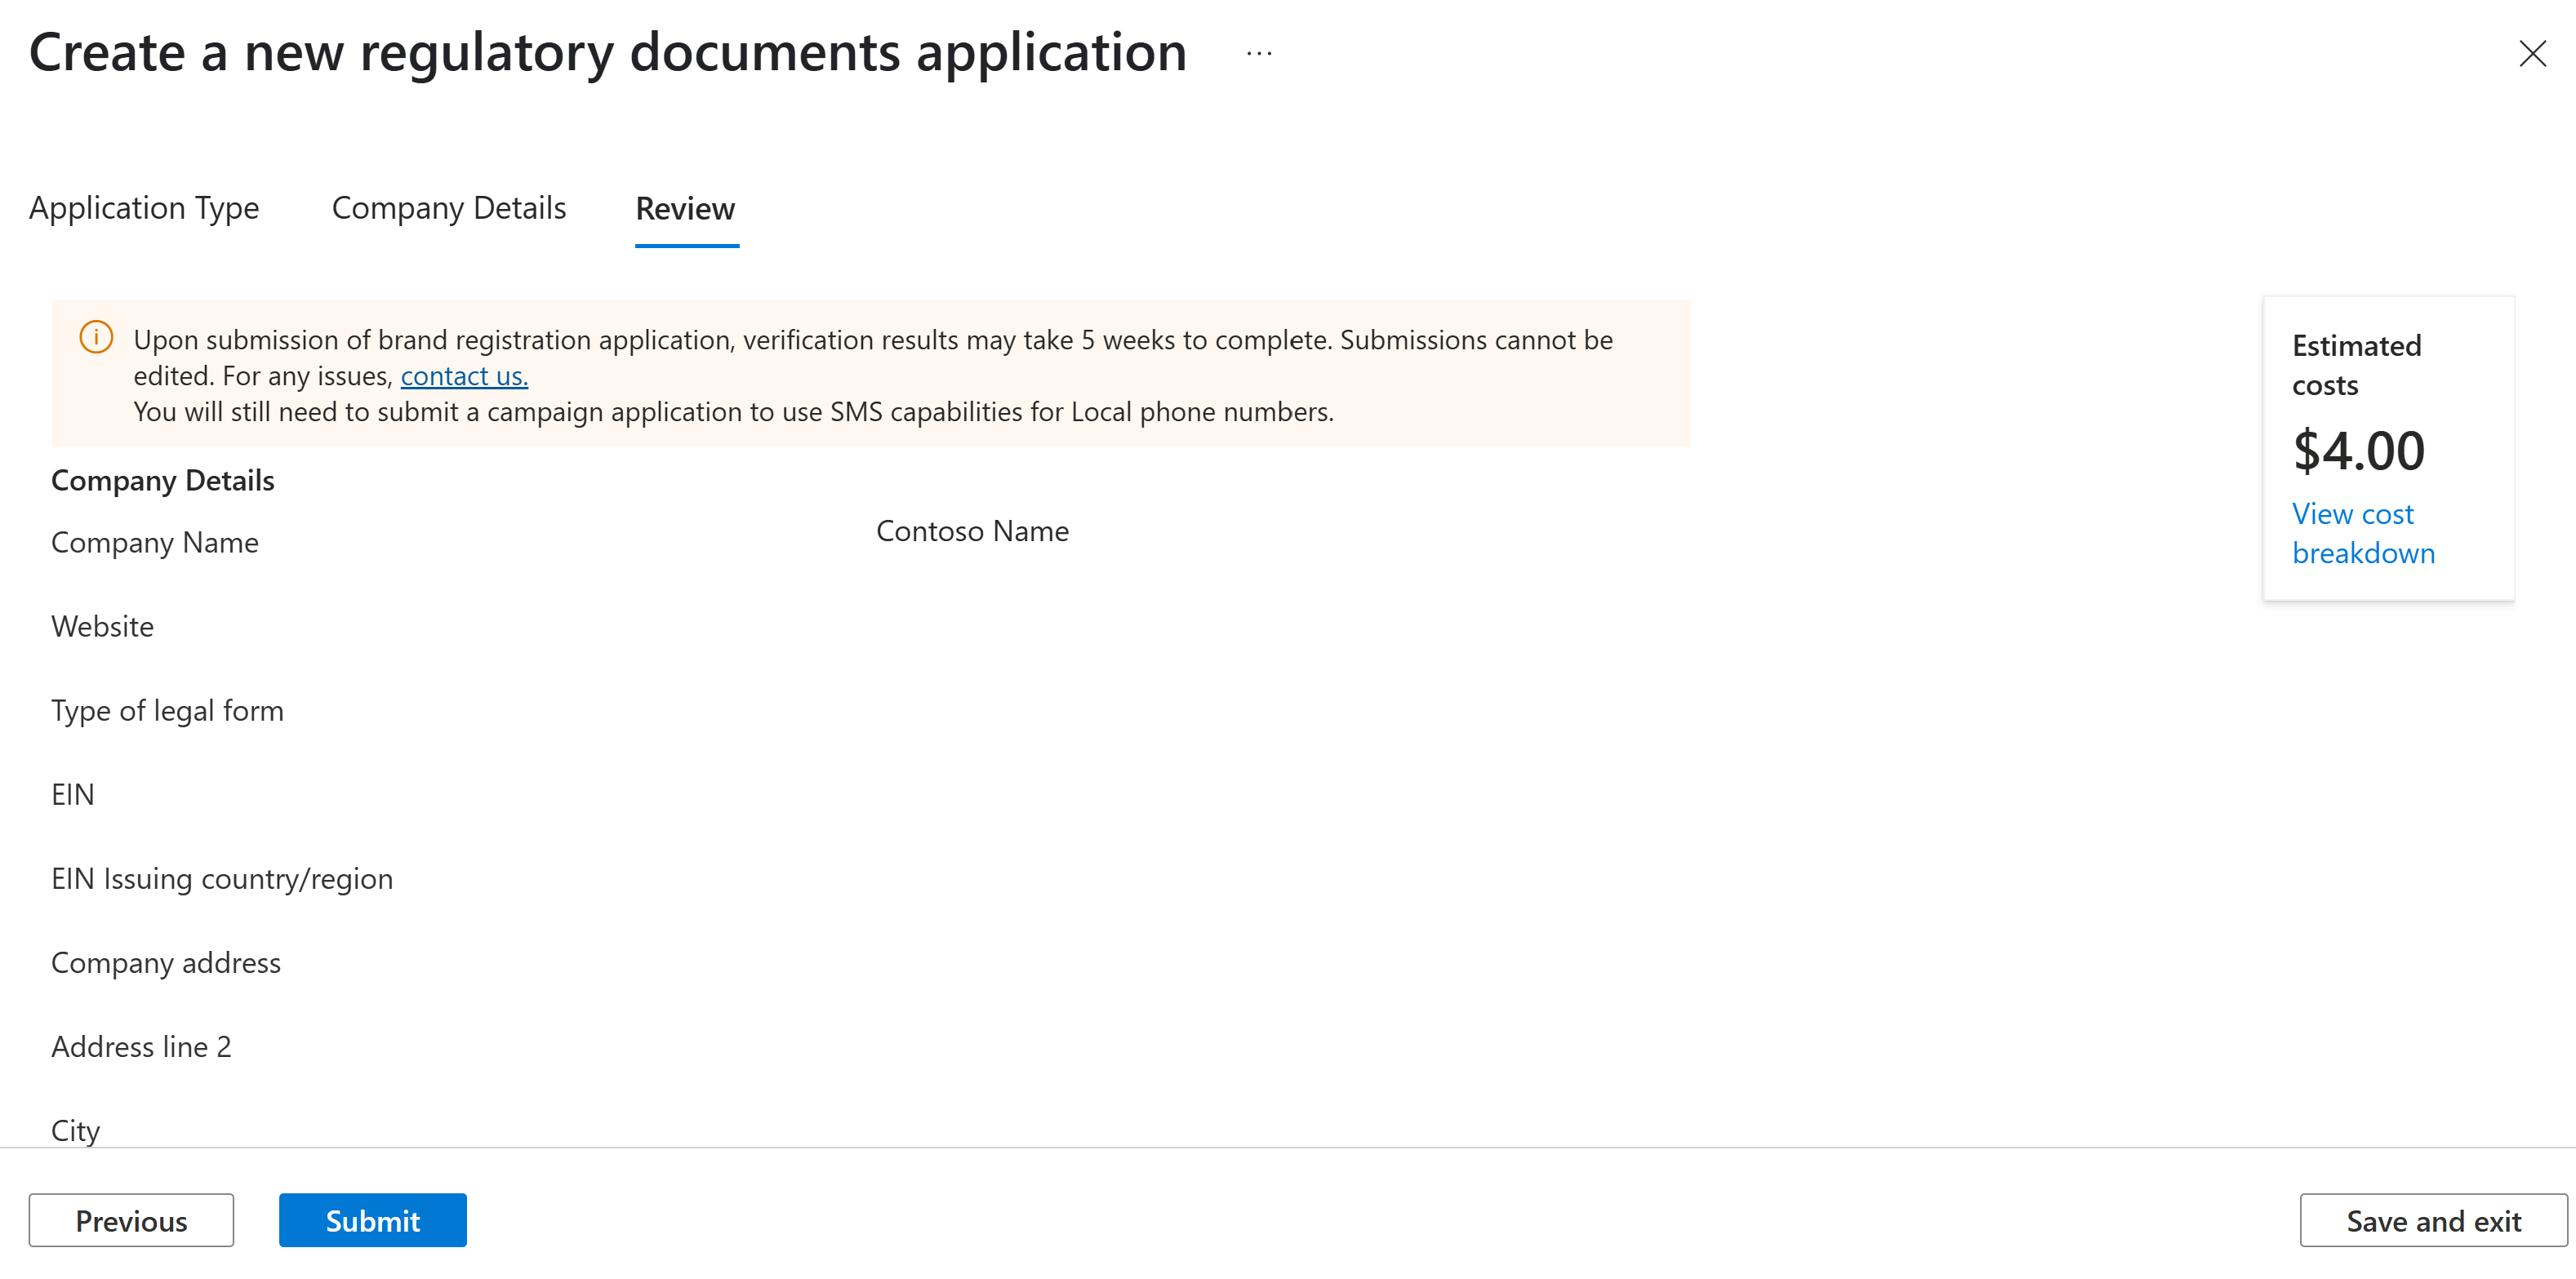 Create a new regulatory documents application ...
Application Type Company Details Review
Upon submission of brand registration application, verification results may take 5 weeks to complete. Submissions cannot be
edited. For any issues, contact us.
You will still need to submit a campaign application to use SMS capabilities for Local phone numbers.
Estimated
costs
$4.00
View cost
breakdown
Company Details
Company Name Contoso Name
Website
Type of legal form
EIN
EIN Issuing country/region
Company address
Address line 2
City
Previous Submit Save and exit